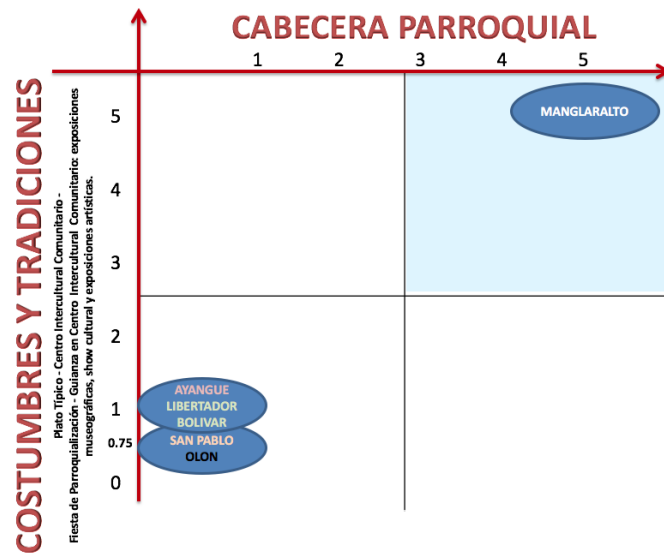 CABECERA PARROQUIAL
1 2 3 4 5
COSTUMBRES Y TRADICIONES
Plato Típico - Centro Intercultural Comunitario -
Fiesta de Parroquialización - Guianza en Centro Intercultural Comunitario: exposiciones
museográficas, show cultural y exposiciones artísticas.
5
MANGLARALTO
4
3
2
AYANGUE
1
LIBERTADOR
BOLIVAR
0.75
SAN PABLO
OLON
0